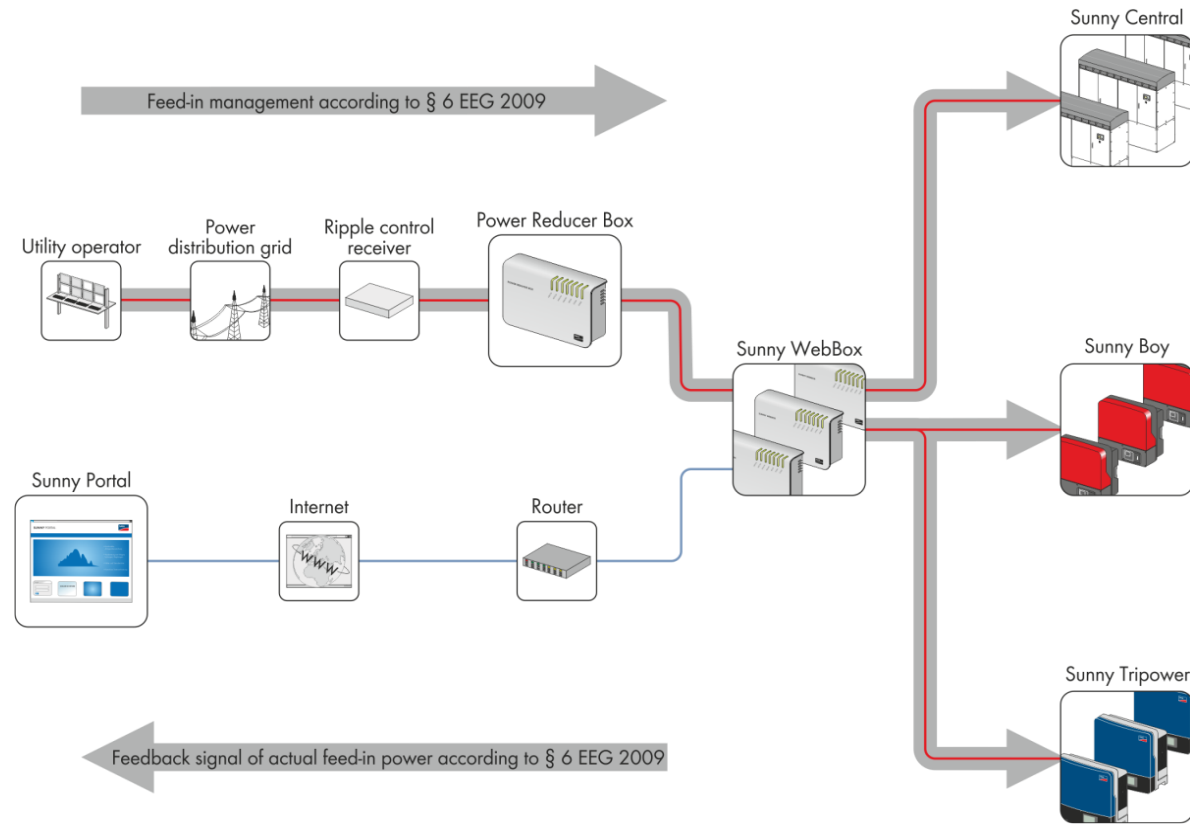 Sunny Central
Feed-in management according to § 6 EEG 2009
Utility operator
Power
distribution grid
Ripple control
receiver
Power Reducer Box
Sunny WebBox
Sunny Boy
Sunny Portal
Internet
WWW
Router
Sunny Tripower
Feedback signal of actual feed-in power according to § 6 EEG 2009